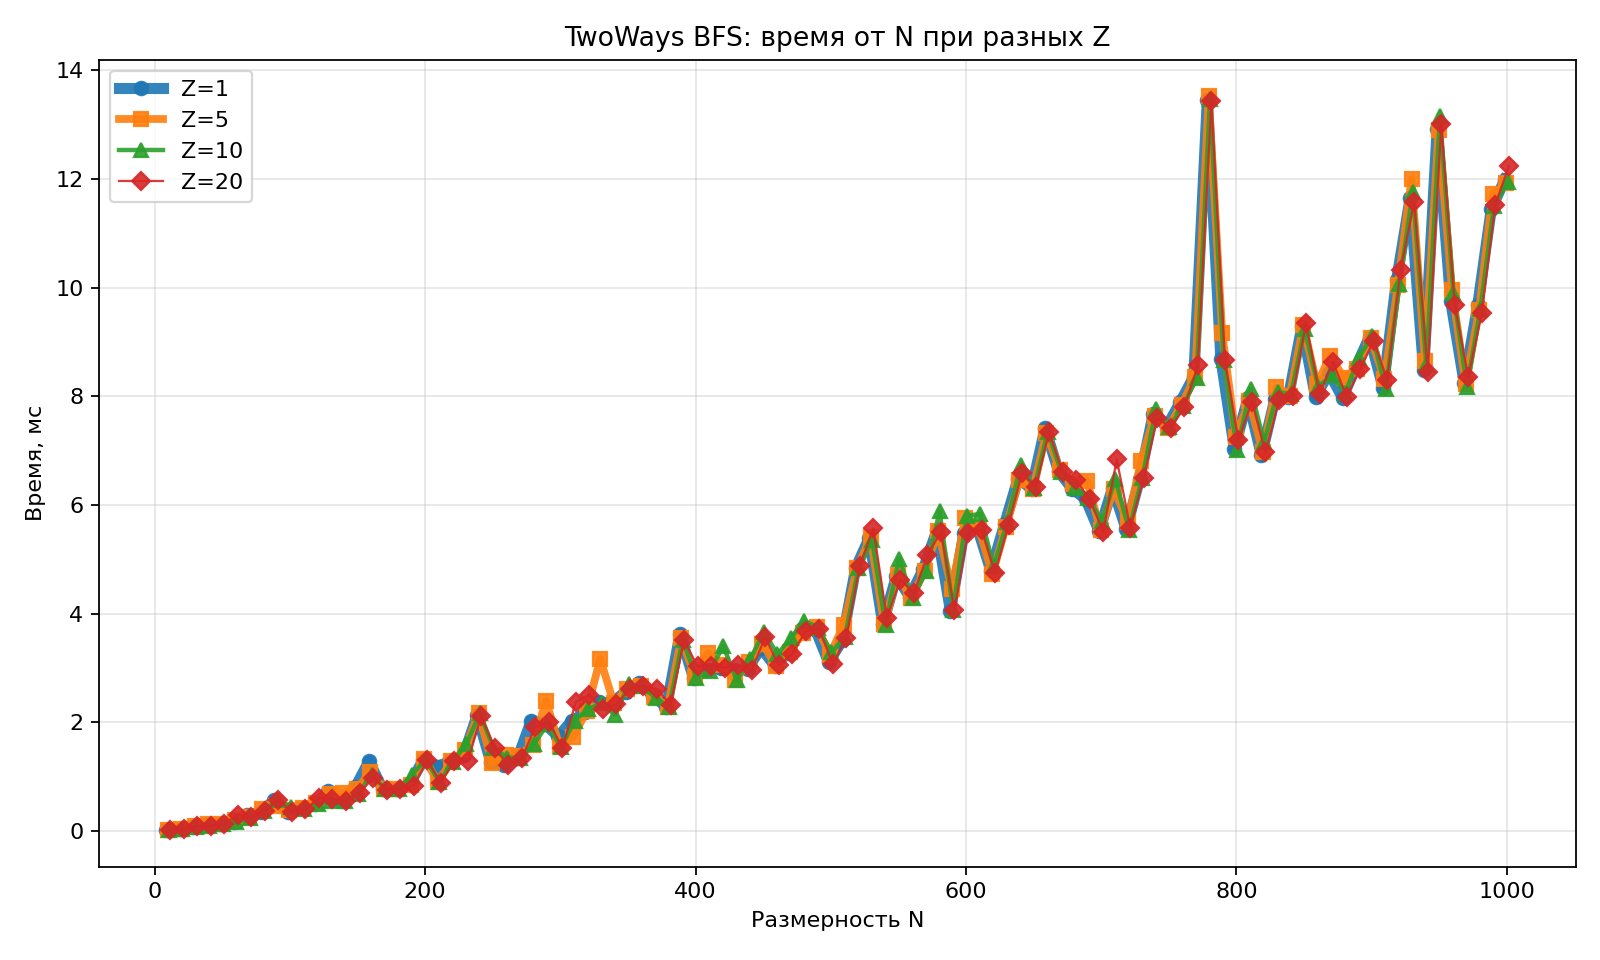 TwoWays BFS: время от N при разных Z
Z=1
Z=5
Z=10
Z=20
14
12
10
8
6
4
2
0
Время, мс
0 200 400 600 800 1000
Размерность N